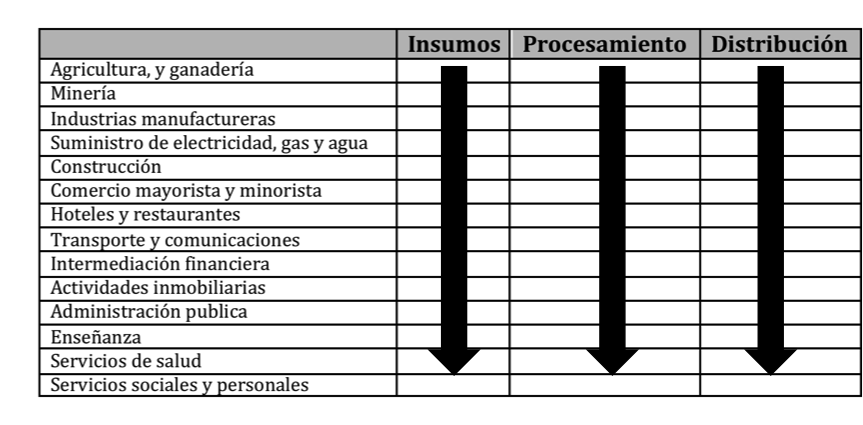 Insumos Procesamiento Distribución
Agricultura, y ganadería
Minería
Industrias manufactureras
Suministro de electricidad, gas y agua
Construcción
Comercio mayorista y minorista
Hoteles y restaurantes
Transporte y comunicaciones
Intermediación financiera
Actividades inmobiliarias
Administración publica
Enseñanza
Servicios de salud
Servicios sociales y personales